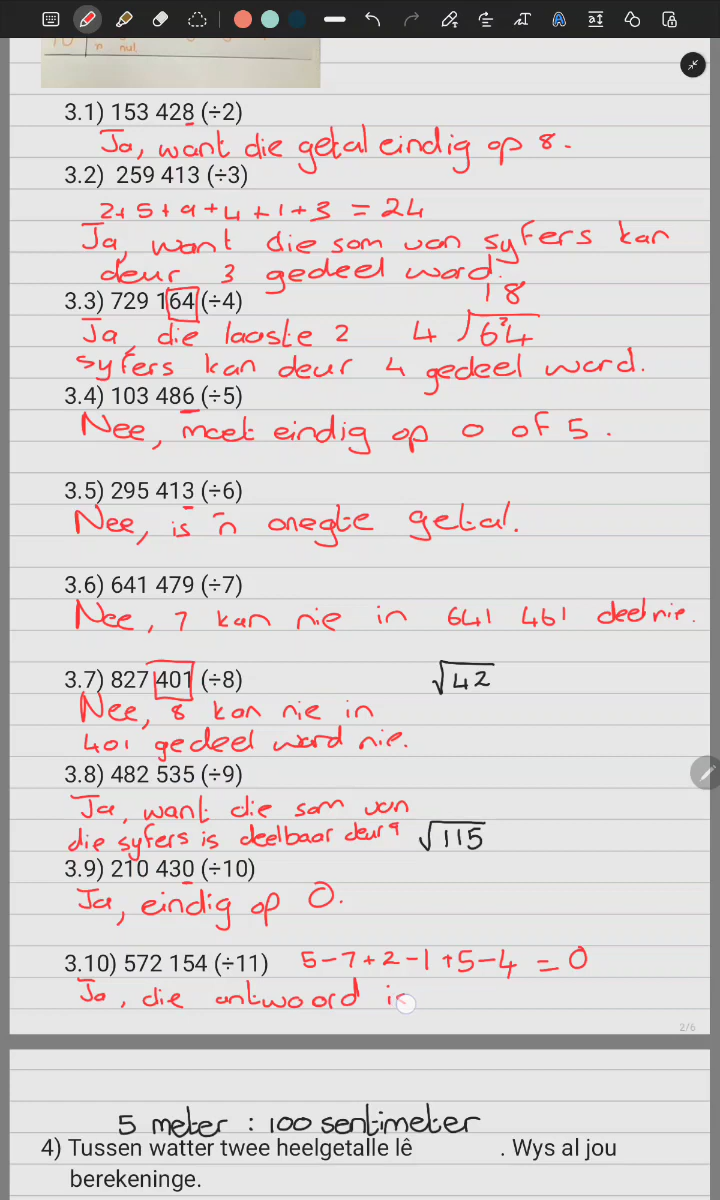 nul
3.1) 153 428 (÷2)
Ja, want die getal eindig op 8.
3.2) 259 413 (÷3)
2+5+9+4+1+3 = 24
Ja, want die som van syfers kan
deur 3 gedeel word.
3.3) 729 164 (÷4)
18
Ja, die laaste 2 4 √6²4
syfers kan deur 4 gedeel word.
3.4) 103 486 (÷5)
Nee, moet eindig op 0 of 5.
3.5) 295 413 (÷6)
Nee, is 'n onegte getal.
3.6) 641 479 (÷7)
Nee, 7 kan nie in 641 461 deel nie.
3.7) 827 401 (÷8) √42
Nee, 8 kan nie in
401 gedeel word nie.
3.8) 482 535 (÷9)
Ja, want die som van
die syfers is deelbaar deur 9 √115
3.9) 210 430 (÷10)
Ja, eindig op 0.
3.10) 572 154 (÷11) 5-7+2-1+5-4 = 0
Ja, die antwoord is
2/6
5 meter : 100 sentimeter
4) Tussen watter twee heelgetalle lê . Wys al jou
berekeninge.